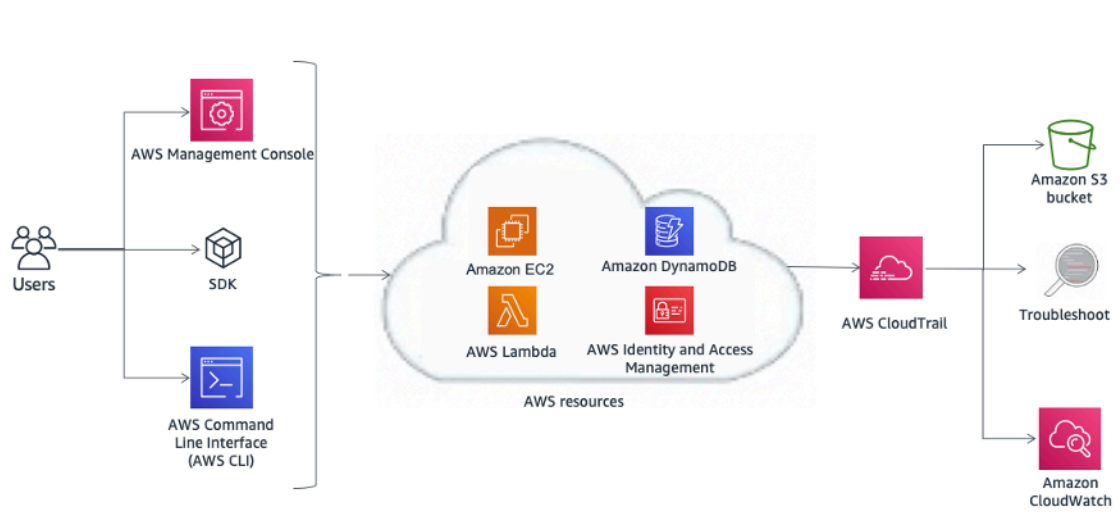 AWS Management Console
Users
SDK
AWS Command
Line Interface
(AWS CLI)
Amazon EC2
Amazon DynamoDB
AWS Lambda
AWS Identity and Access
Management
AWS resources
AWS CloudTrail
Amazon S3
bucket
Troubleshoot
Amazon
CloudWatch